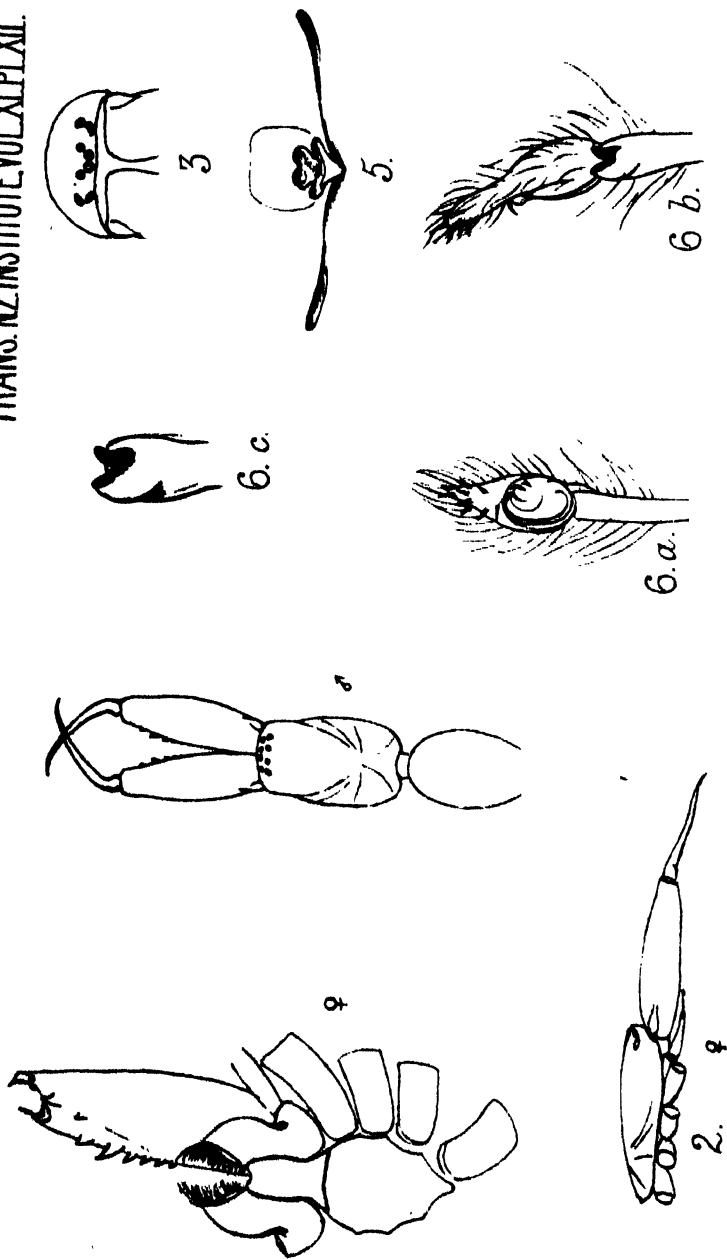 TRANS. N.Z. INSTITUTE, VOL. XI. PL. XII.
3
5.
6. c.
6 b.
6. a.
♂
♀
2. ♀